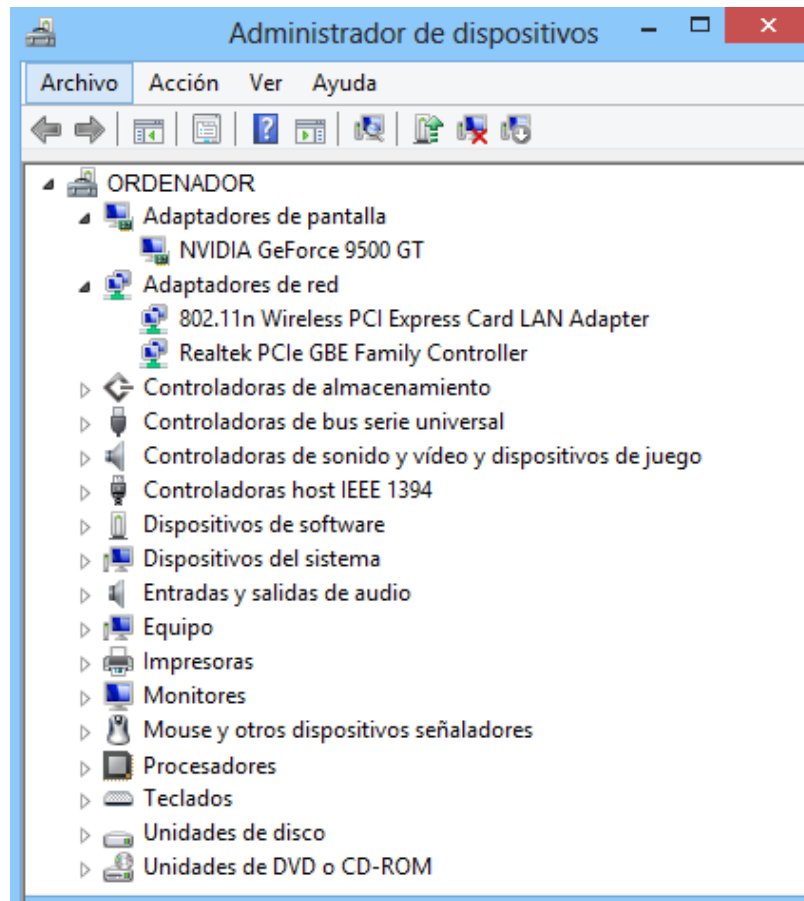 Administrador de dispositivos
Archivo Acción Ver Ayuda
ORDENADOR
Adaptadores de pantalla
NVIDIA GeForce 9500 GT
Adaptadores de red
802.11n Wireless PCI Express Card LAN Adapter
Realtek PCIe GBE Family Controller
Controladoras de almacenamiento
Controladoras de bus serie universal
Controladoras de sonido y vídeo y dispositivos de juego
Controladoras host IEEE 1394
Dispositivos de software
Dispositivos del sistema
Entradas y salidas de audio
Equipo
Impresoras
Monitores
Mouse y otros dispositivos señaladores
Procesadores
Teclados
Unidades de disco
Unidades de DVD o CD-ROM